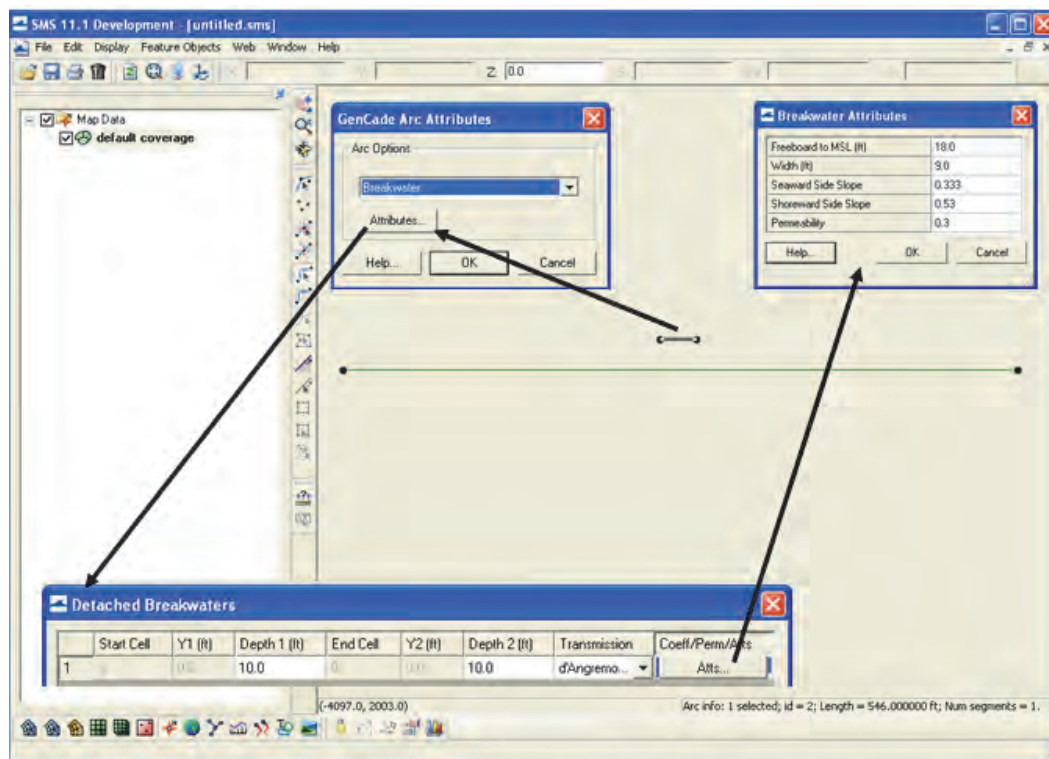 SMS 11.1 Development - [untitled.sms]
File Edit Display Feature Objects Web Window Help
Z: 0.0
Map Data
default coverage
GenCade Arc Attributes
Arc Options
Breakwater
Attributes...
Help... OK Cancel
Breakwater Attributes
Freeboard to MSL (ft) 18.0
Width (ft) 9.0
Seaward Side Slope 0.333
Shoreward Side Slope 0.53
Permeability 0.3
Help... OK Cancel
Detached Breakwaters
Start Cell Y1 (ft) Depth 1 (ft) End Cell Y2 (ft) Depth 2 (ft) Transmission Coeff/Perm/Atts
1 10.0 10.0 d'Angremo... Atts...
(-4097.0, 2003.0)
Arc info: 1 selected; id = 2; Length = 546.000000 ft; Num segments = 1.